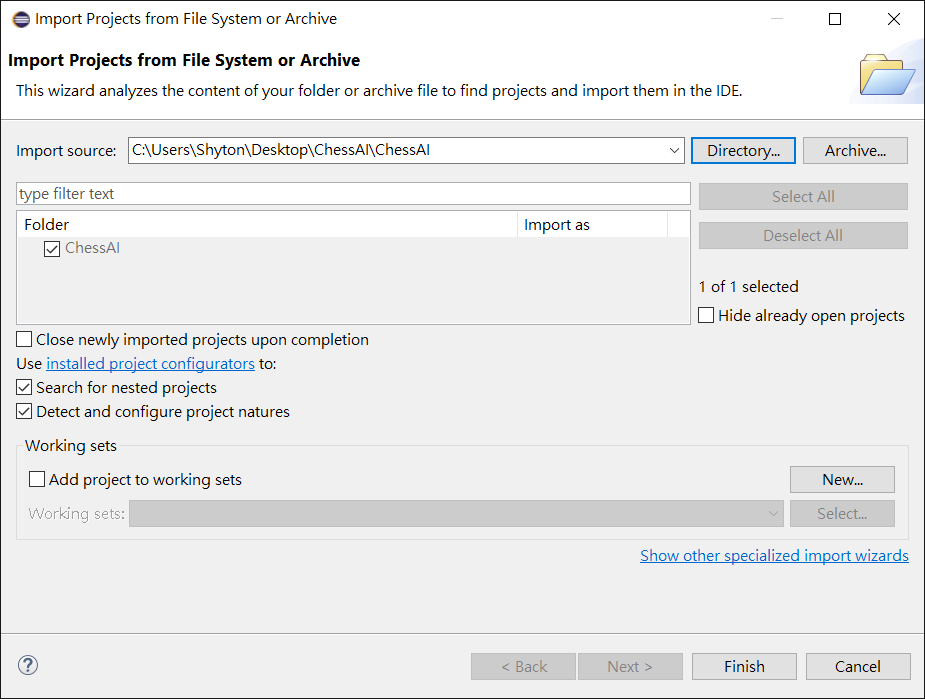 Import Projects from File System or Archive
Import Projects from File System or Archive
This wizard analyzes the content of your folder or archive file to find projects and import them in the IDE.
Import source: C:\Users\Shyton\Desktop\ChessAI\ChessAI Directory... Archive...
type filter text Select All
Folder Import as
Deselect All
ChessAI
1 of 1 selected
Hide already open projects
Close newly imported projects upon completion
Use installed project configurators to:
Search for nested projects
Detect and configure project natures
Working sets
Add project to working sets New...
Working sets: Select...
Show other specialized import wizards
? < Back Next > Finish Cancel